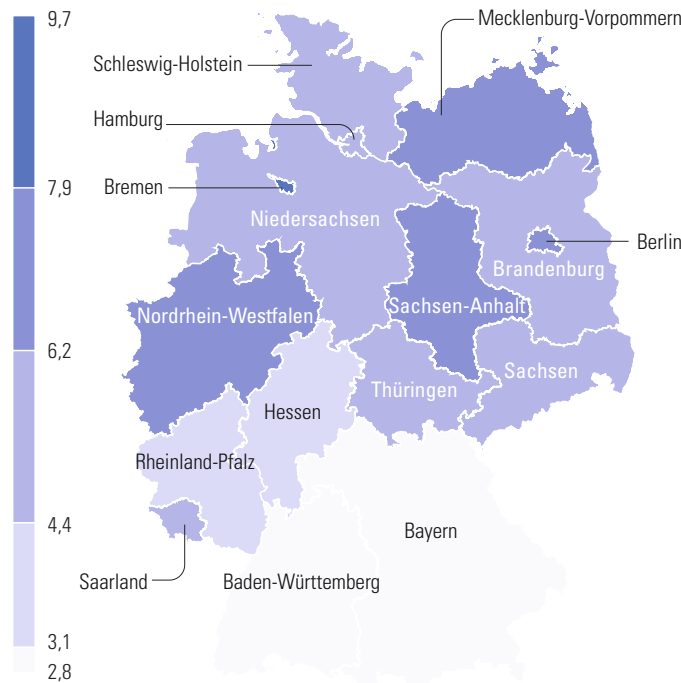 9,7
Mecklenburg-Vorpommern
Schleswig-Holstein
Hamburg
Bremen
7,9
Niedersachsen
Berlin
Brandenburg
Sachsen-Anhalt
Nordrhein-Westfalen
6,2
Sachsen
Thüringen
Hessen
Rheinland-Pfalz
4,4
Bayern
Saarland
Baden-Württemberg
3,1
2,8